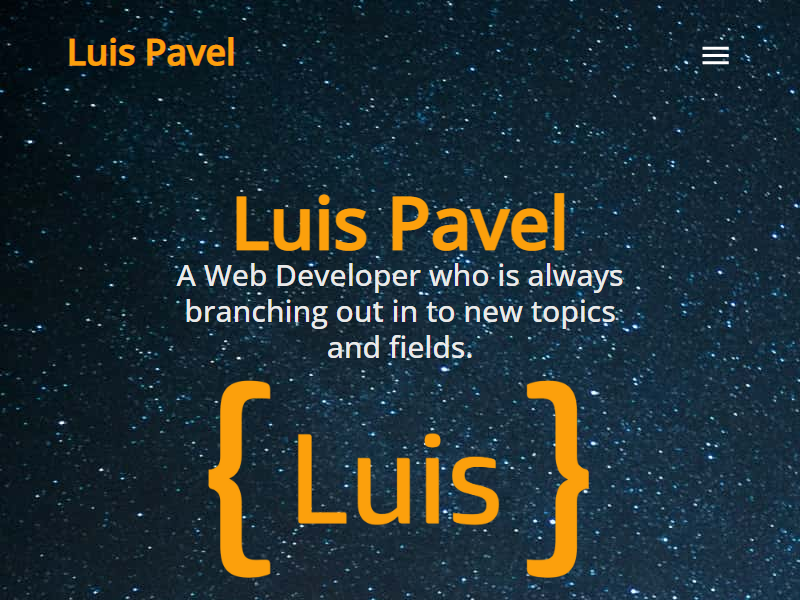 Luis Pavel
Luis Pavel
A Web Developer who is always
branching out in to new topics
and fields.
{ Luis }